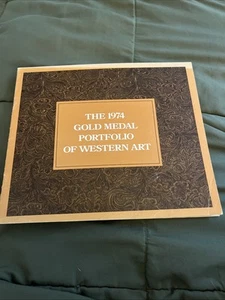 THE 1974
GOLD MEDAL
PORTFOLIO
OF WESTERN ART